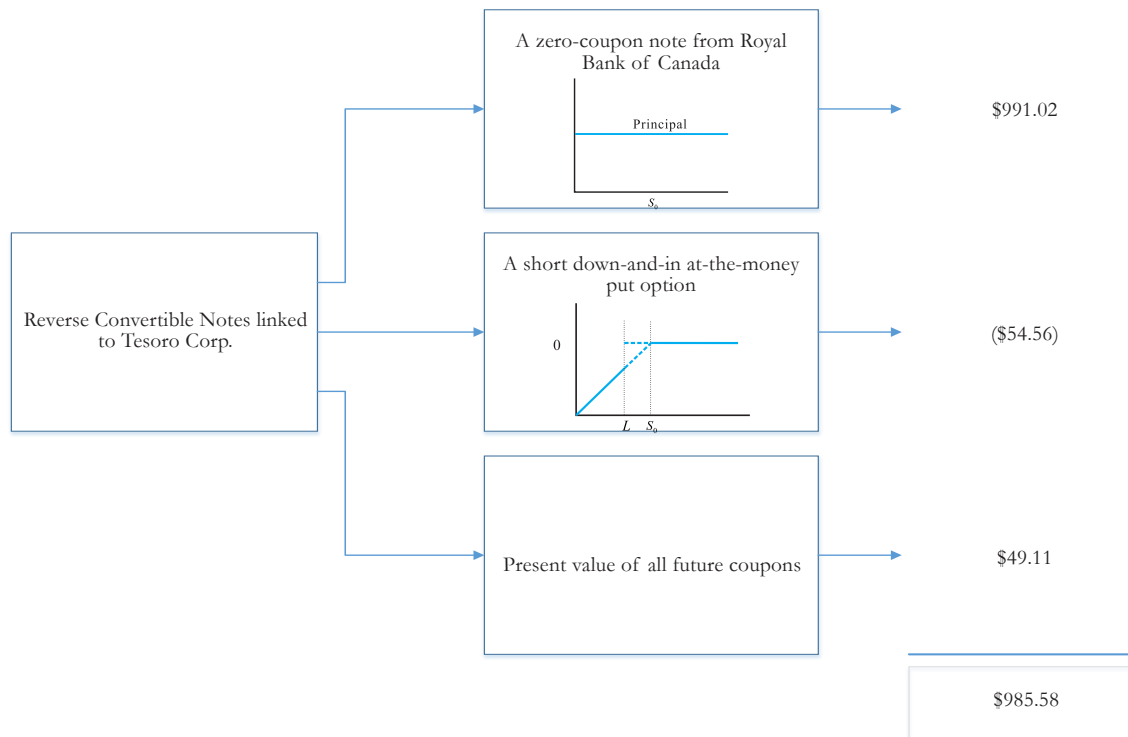 A zero-coupon note from Royal
Bank of Canada
Principal
S₀
$991.02
Reverse Convertible Notes linked
to Tesoro Corp.
A short down-and-in at-the-money
put option
0
L S₀
($54.56)
Present value of all future coupons
$49.11
$985.58